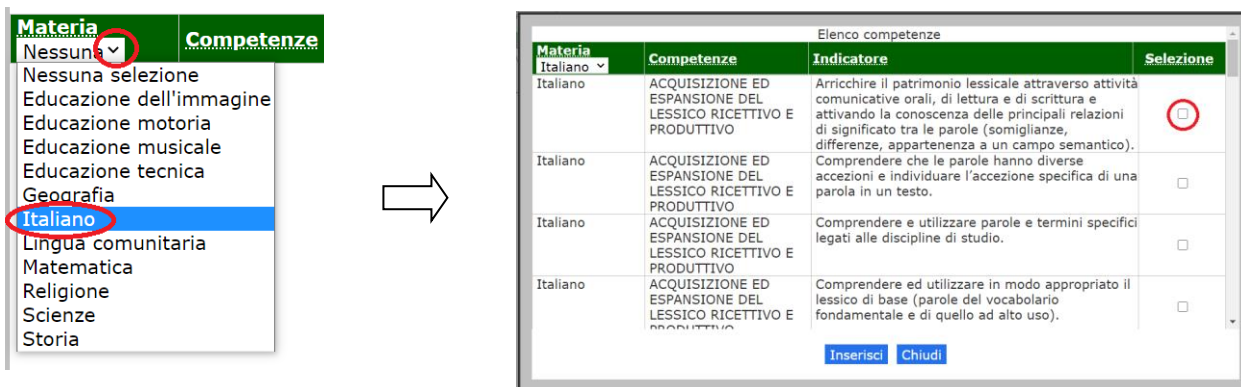 Materia
Nessuna
Competenze
Nessuna selezione
Educazione dell'immagine
Educazione motoria
Educazione musicale
Educazione tecnica
Geografia
Italiano
Lingua comunitaria
Matematica
Religione
Scienze
Storia
Elenco competenze
Materia
Italiano
Competenze
Indicatore
Selezione
Italiano
ACQUISIZIONE ED
ESPANSIONE DEL
LESSICO RICETTIVO E
PRODUTTIVO
Arricchire il patrimonio lessicale attraverso attività
comunicative orali, di lettura e di scrittura e
attivando la conoscenza delle principali relazioni
di significato tra le parole (somiglianze,
differenze, appartenenza a un campo semantico).
Italiano
ACQUISIZIONE ED
ESPANSIONE DEL
LESSICO RICETTIVO E
PRODUTTIVO
Comprendere che le parole hanno diverse
accezioni e individuare l'accezione specifica di una
parola in un testo.
Italiano
ACQUISIZIONE ED
ESPANSIONE DEL
LESSICO RICETTIVO E
PRODUTTIVO
Comprendere e utilizzare parole e termini specifici
legati alle discipline di studio.
Italiano
ACQUISIZIONE ED
ESPANSIONE DEL
LESSICO RICETTIVO E
PRODUTTIVO
Comprendere ed utilizzare in modo appropriato il
lessico di base (parole del vocabolario
fondamentale e di quello ad alto uso).
Inserisci
Chiudi